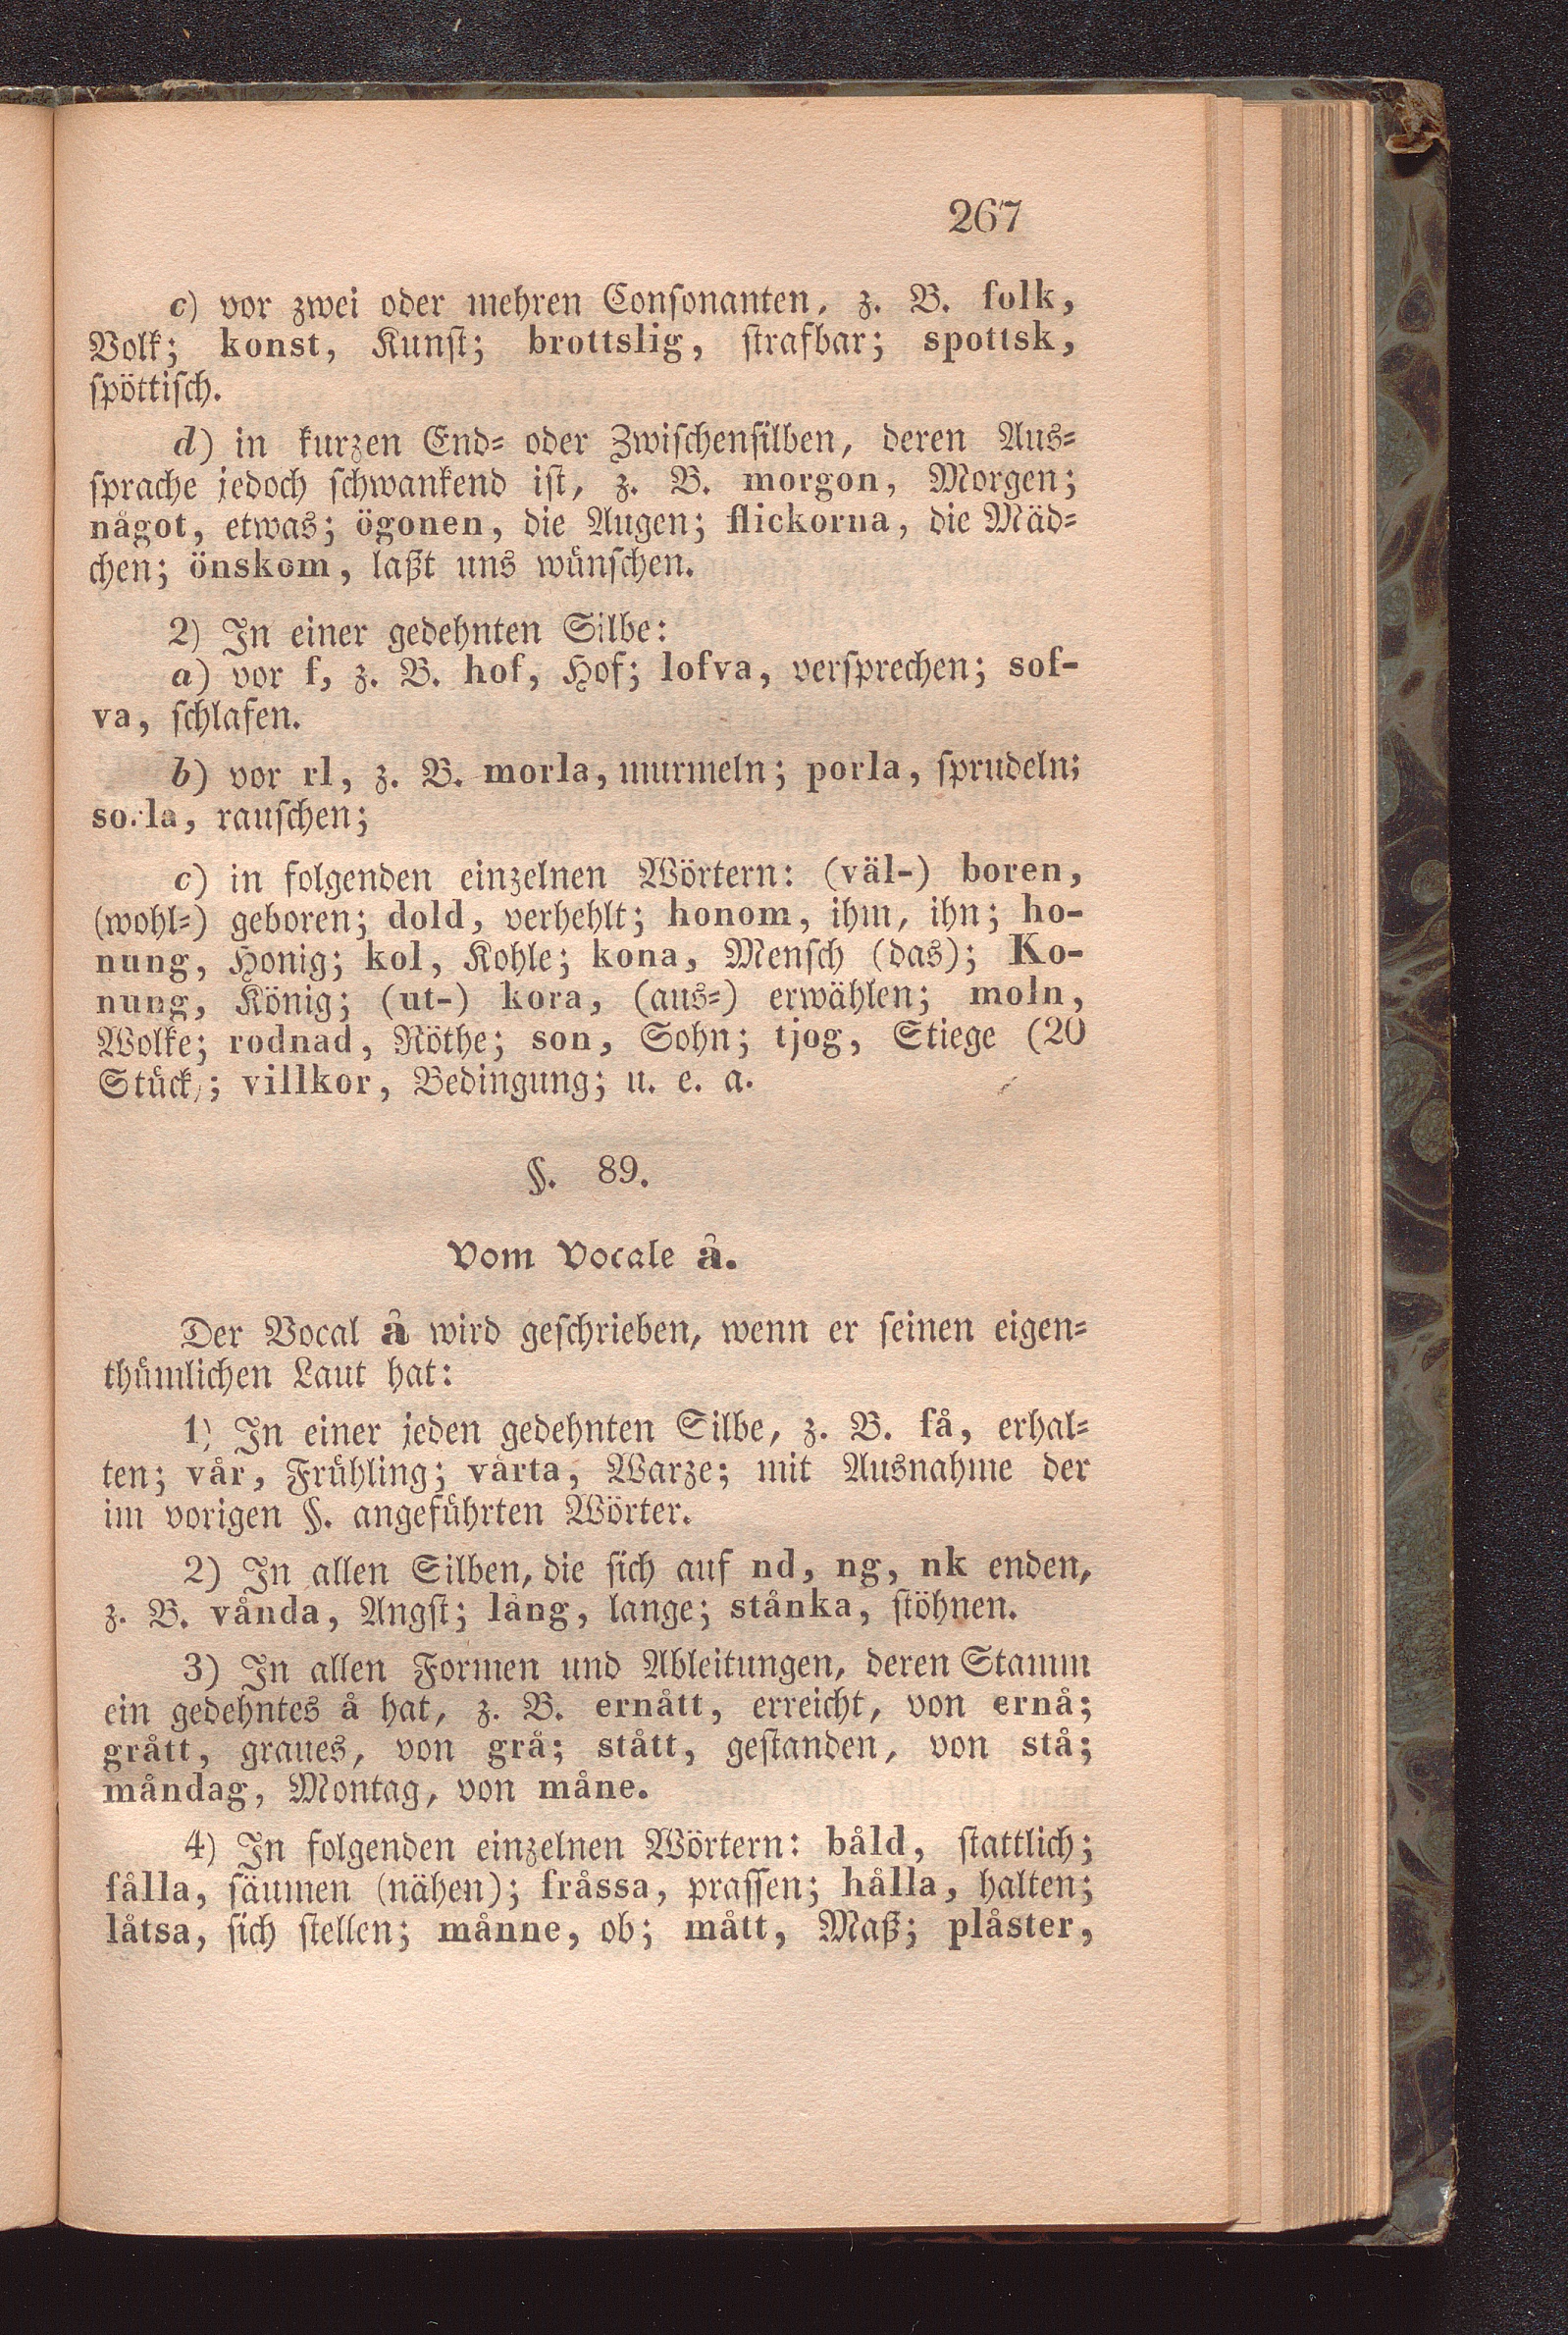 267
c) vor zwei oder mehren Consonanten, z. B. folk,
Volk; konst, Kunst; brottslig, strafbar; spottsk,
spöttisch.
d) in kurzen End- oder Zwischensilben, deren Aus-
sprache jedoch schwankend ist, z. B. morgon, Morgen;
något, etwas; ögonen, die Augen; flickorna, die Mäd-
chen; önskom, laßt uns wünschen.
2) In einer gedehnten Silbe:
a) vor f, z. B. hof, Hof; lofva, versprechen; sof-
va, schlafen.
b) vor rl, z. B. morla, murmeln; porla, sprudeln;
sorla, rauschen;
c) in folgenden einzelnen Wörtern: (väl-) boren,
(wohl-) geboren; dold, verhehlt; honom, ihm, ihn; ho-
nung, Honig; kol, Kohle; kona, Mensch (das); Ko-
nung, König; (ut-) kora, (aus-) erwählen; moln,
Wolke; rodnad, Röthe; son, Sohn; tjog, Stiege (20
Stück); villkor, Bedingung; u. e. a.
§. 89.
Vom Vocale å.
Der Vocal å wird geschrieben, wenn er seinen eigen-
thümlichen Laut hat:
1) In einer jeden gedehnten Silbe, z. B. få, erhal-
ten; vår, Frühling; vårta, Warze; mit Ausnahme der
im vorigen §. angeführten Wörter.
2) In allen Silben, die sich auf nd, ng, nk enden,
z. B. vånda, Angst; lång, lange; stånka, stöhnen.
3) In allen Formen und Ableitungen, deren Stamm
ein gedehntes å hat, z. B. ernått, erreicht, von ernå;
grått, graues, von grå; stått, gestanden, von stå;
måndag, Montag, von måne.
4) In folgenden einzelnen Wörtern: båld, stattlich;
fålla, säumen (nähen); fråssa, prassen; hålla, halten;
låtsa, sich stellen; månne, ob; mått, Maß; plåster,